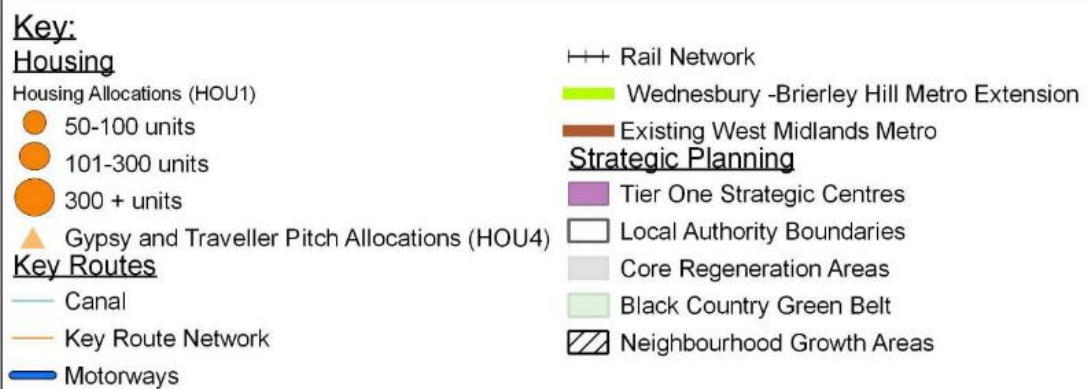 Key:
Housing
Housing Allocations (HOU1)
50-100 units
101-300 units
300 + units
Gypsy and Traveller Pitch Allocations (HOU4)
Key Routes
Canal
Key Route Network
Motorways
Rail Network
Wednesbury -Brierley Hill Metro Extension
Existing West Midlands Metro
Strategic Planning
Tier One Strategic Centres
Local Authority Boundaries
Core Regeneration Areas
Black Country Green Belt
Neighbourhood Growth Areas